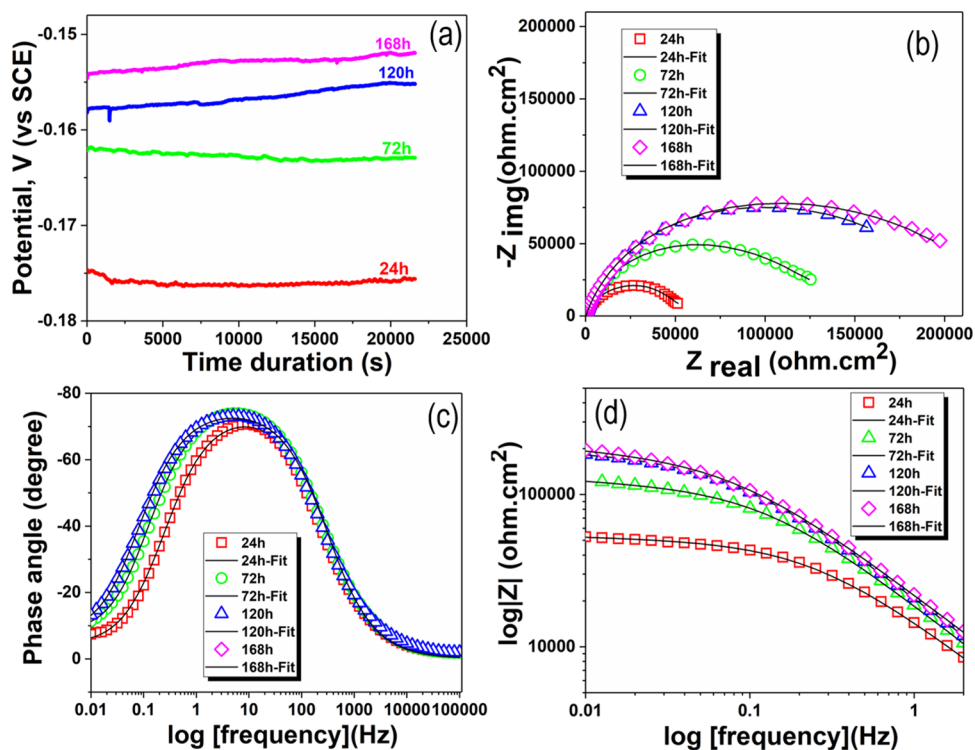 (a)
-0.15
-0.16
-0.17
-0.18
Potential, V (vs SCE)
168h
120h
72h
24h
0 5000 10000 15000 20000 25000
Time duration (s)
(b)
200000
150000
100000
50000
0
-Z img(ohm.cm2)
24h
24h-Fit
72h
72h-Fit
120h
120h-Fit
168h
168h-Fit
0 50000 100000 150000 200000
Z real (ohm.cm2)
(c)
-80
-60
-40
-20
0
Phase angle (degree)
24h
24h-Fit
72h
72h-Fit
120h
120h-Fit
168h
168h-Fit
0.01 0.1 1 10 100 1000 10000 100000
log [frequency](Hz)
(d)
100000
10000
log|Z| (ohm.cm2)
24h
24h-Fit
72h
72h-Fit
120h
120h-Fit
168h
168h-Fit
0.01 0.1 1
log [frequency](Hz)